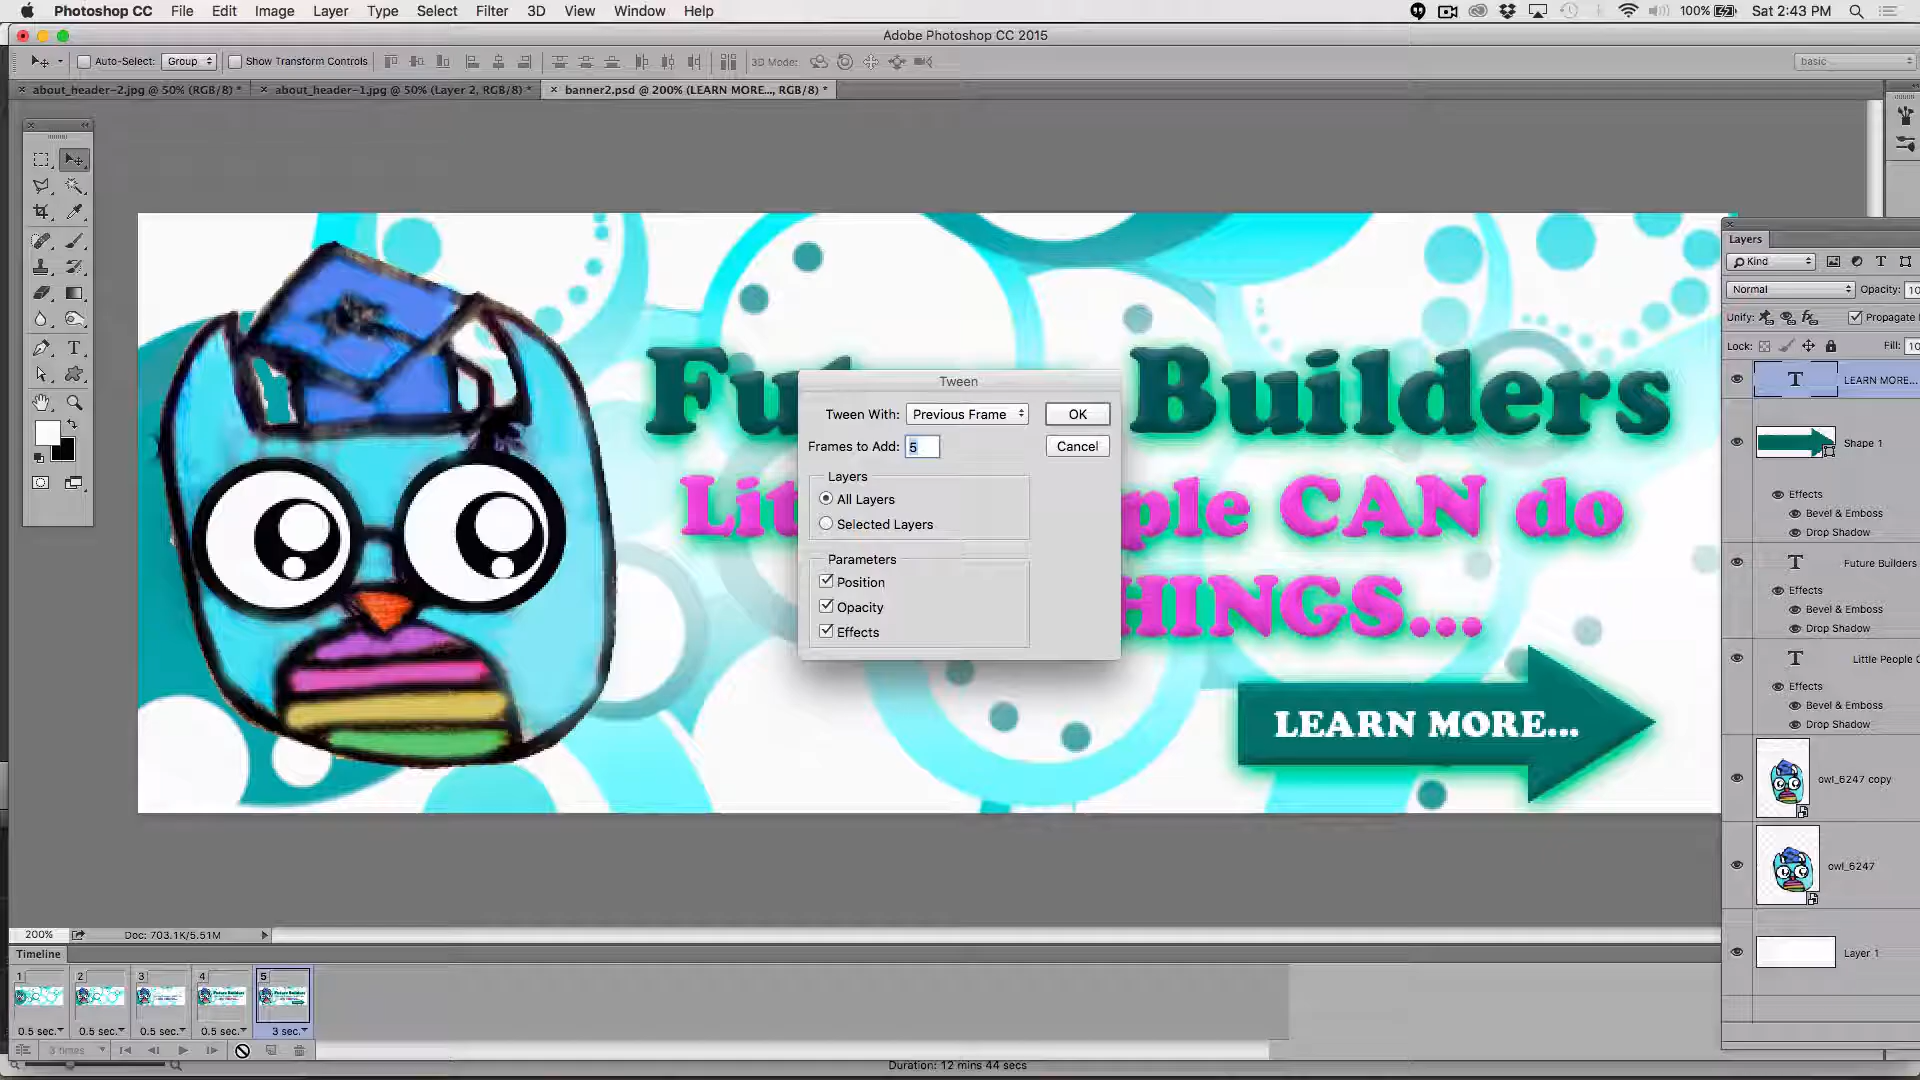 Photoshop CC File Edit Image Layer Type Select Filter 3D View Window Help
100% Sat 2:43 PM
Adobe Photoshop CC 2015
Auto-Select: Group Show Transform Controls 3D Mode: basic ...
about_header-2.jpg @ 50% (RGB/8) * about_header-1.jpg @ 50% (Layer 2, RGB/8) * banner2.psd @ 200% (LEARN MORE..., RGB/8) *
Layers
Kind
Normal Opacity: 10
Unify: Propagate
Lock: Fill: 10
LEARN MORE...
Shape 1
Effects
Bevel & Emboss
Drop Shadow
Future Builders
Effects
Bevel & Emboss
Drop Shadow
Little People C
Effects
Bevel & Emboss
Drop Shadow
owl_6247 copy
owl_6247
Layer 1
Fu Builders
Lit ple CAN do
HINGS...
LEARN MORE...
Tween
Tween With: Previous Frame OK
Frames to Add: 5 Cancel
Layers
All Layers
Selected Layers
Parameters
Position
Opacity
Effects
200% Doc: 703.1K/5.51M
Timeline
1 2 3 4 5
0.5 sec. 0.5 sec. 0.5 sec. 0.5 sec. 3 sec.
3 times
Duration: 12 mins 44 secs